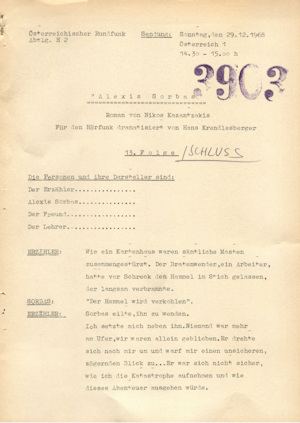 Österreichischer Rundfunk Sendung: Sonntag, den 29.12.1968
Abtlg. H 2 Österreich 1
14.30 - 15.00 h
3903
"Alexis Sorbas"
Roman von Nikos Kazantzakis
Für den Hörfunk dramatisiert von Hans Krendlesberger
13. Folge /SCHLUSS
Die Personen und ihre Darsteller sind:
Der Erzähler...............
Alexis Sorbas...............
Der Freund...............
Der Lehrer...............
ERZÄHLER: Wie ein Kartenhaus waren sämtliche Masten
zusammengestürzt. Der Drahtwender, ein Arbeiter,
hatte vor Schreck den Hammel im Stich gelassen,
der langsam verbrannte.
SORBAS: "Der Hammel wird verkohlen".
ERZÄHLER: Sorbas eilte, ihn zu wenden.
Ich setzte mich neben ihn. Niemand war mehr
am Ufer, wir waren allein geblieben. Er drehte
sich nach mir um und warf mir einen unsicheren,
zögernden Blick zu... Er war sich nicht sicher,
wie ich die Katastrophe aufnehmen und wie
dieses Abenteuer ausgehen würde.